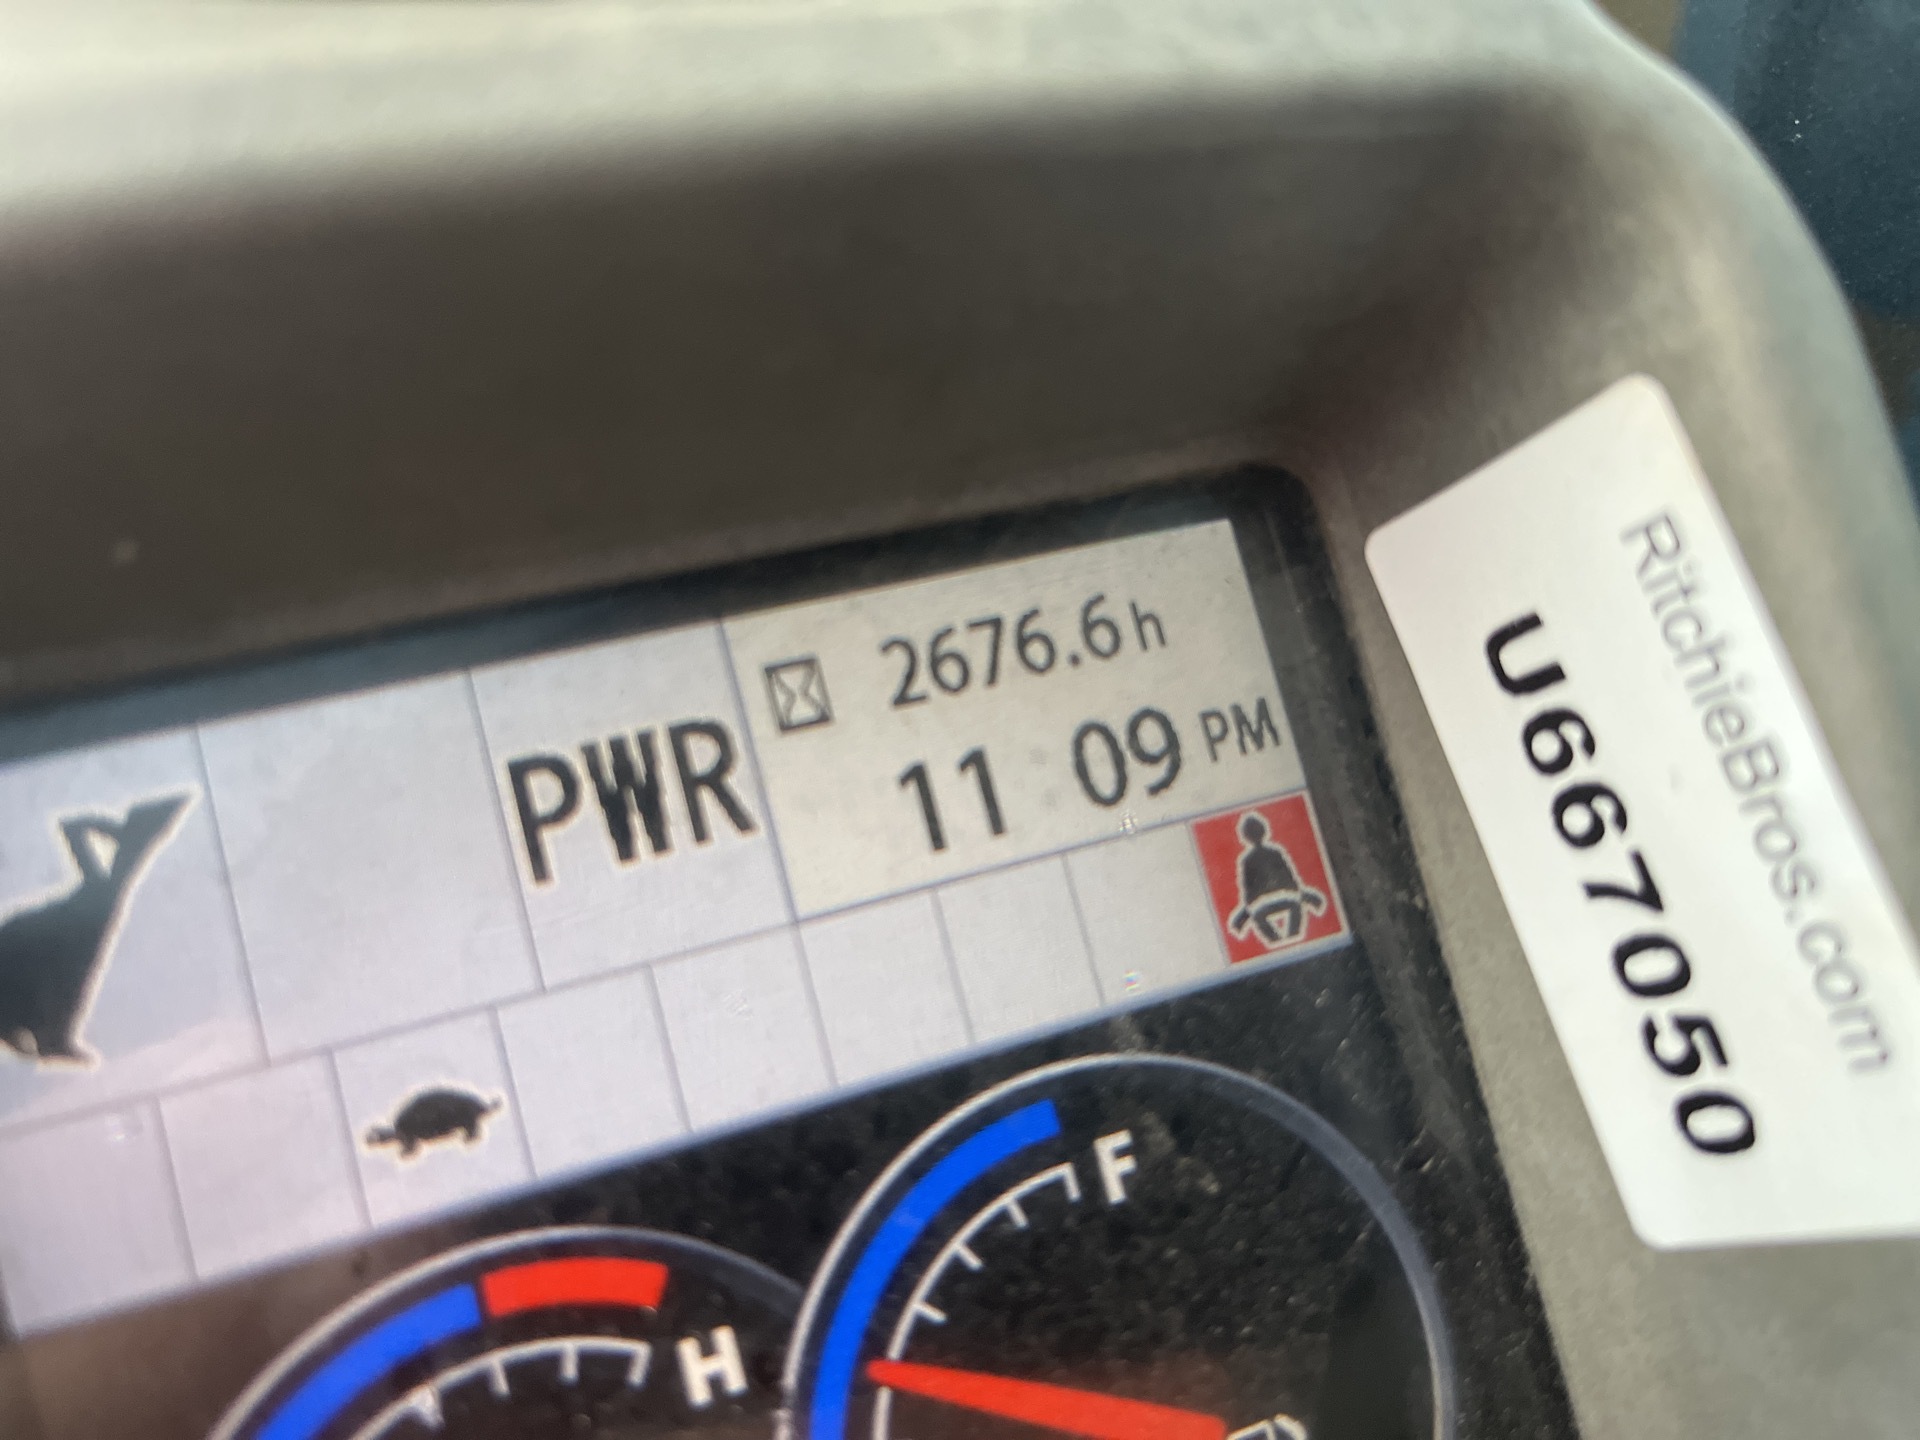 2676.6h
PWR
11 09 PM
RitchieBros.com
U667050
F
H